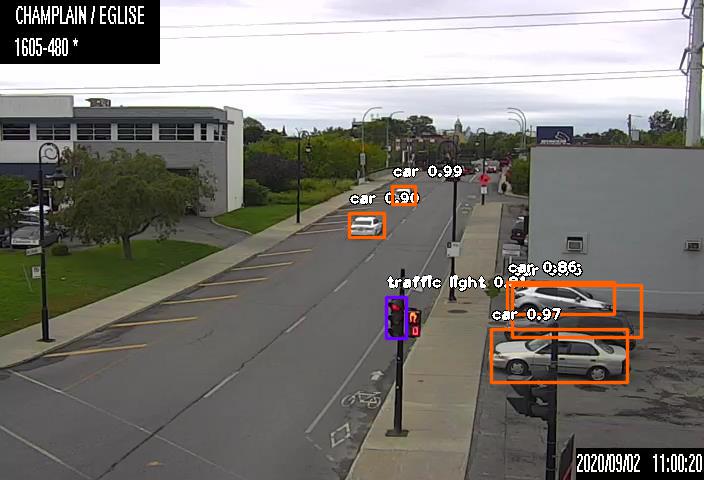 CHAMPLAIN / EGLISE
1605-480 *
car 0.99
car 0.90
car 0.86
traffic light 0.
car 0.97
2020/09/02 11:00:20